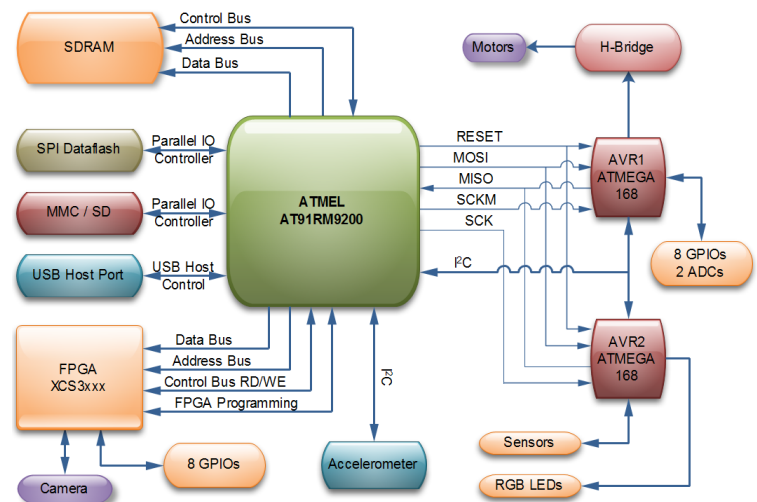 SDRAM
Control Bus
Address Bus
Data Bus
Motors
H-Bridge
SPI Dataflash
Parallel IO
Controller
MMC / SD
Parallel IO
Controller
USB Host Port
USB Host
Control
ATMEL
AT91RM9200
RESET
MOSI
MISO
SCKM
SCK
I²C
AVR1
ATMEGA
168
8 GPIOs
2 ADCs
AVR2
ATMEGA
168
FPGA
XCS3xxx
Data Bus
Address Bus
Control Bus RD/WE
FPGA Programming
I²C
Camera
8 GPIOs
Accelerometer
Sensors
RGB LEDs